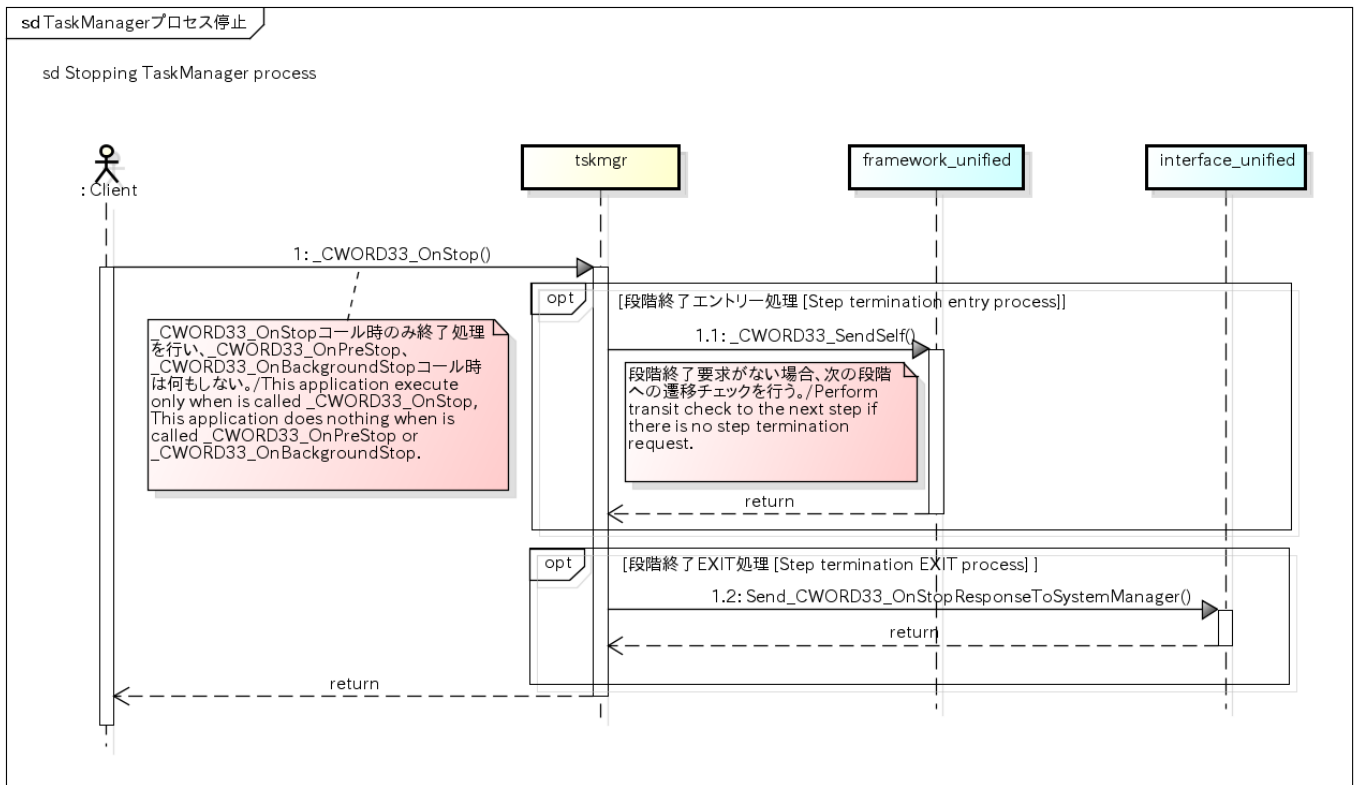 sd TaskManagerプロセス停止
sd Stopping TaskManager process
: Client
tskmgr
framework_unified
interface_unified
1: _CWORD33_OnStop()
opt
[段階終了エントリー処理 [Step termination entry process]]
1.1: _CWORD33_SendSelf()
_CWORD33_OnStopコール時のみ終了処理
を行い、_CWORD33_OnPreStop、
_CWORD33_OnBackgroundStopコール時
は何もしない。/This application execute
only when is called _CWORD33_OnStop,
This application does nothing when is
called _CWORD33_OnPreStop or
_CWORD33_OnBackgroundStop.
段階終了要求がない場合、次の段階
への遷移チェックを行う。/Perform
transit check to the next step if
there is no step termination
request.
return
opt
[段階終了EXIT処理 [Step termination EXIT process] ]
1.2: Send_CWORD33_OnStopResponseToSystemManager()
return
return